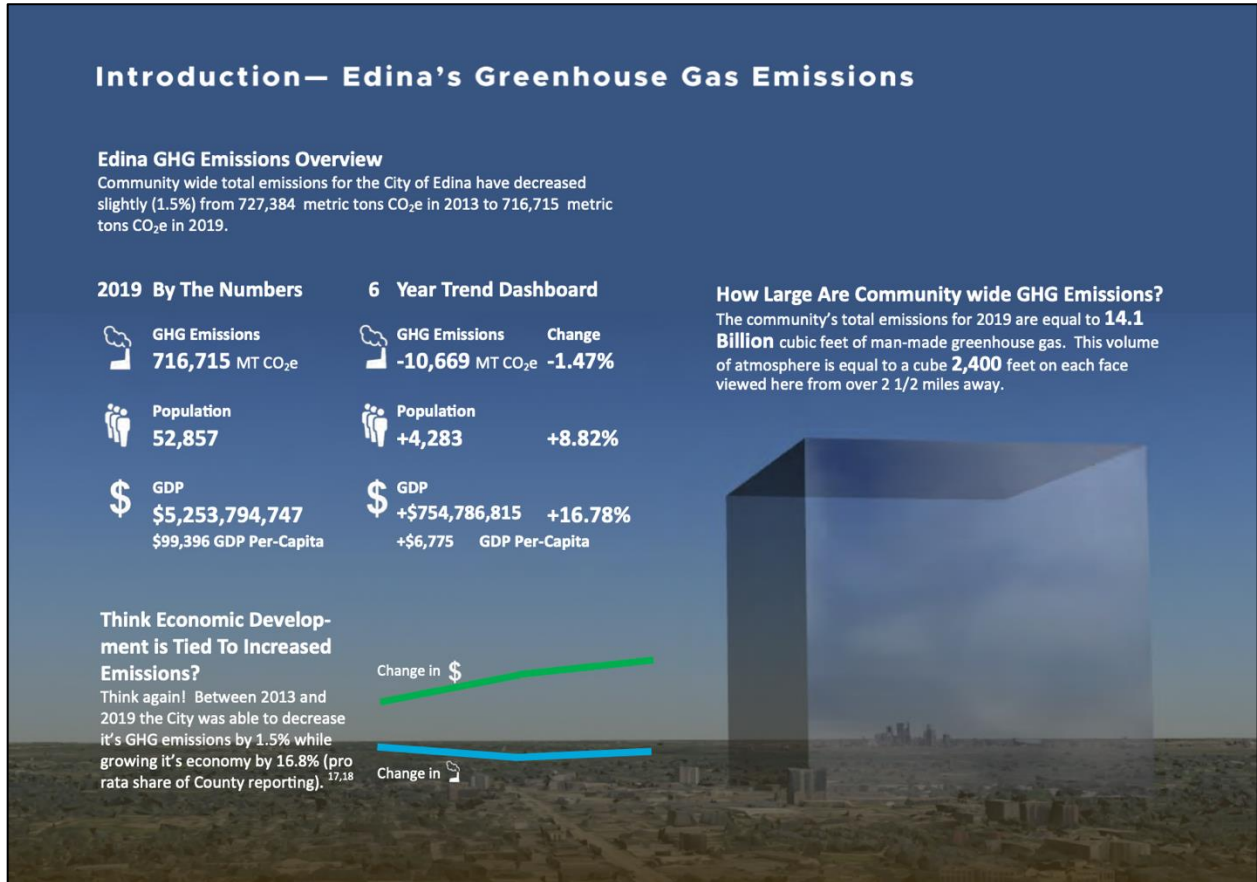 Introduction— Edina's Greenhouse Gas Emissions
Edina GHG Emissions Overview
Community wide total emissions for the City of Edina have decreased
slightly (1.5%) from 727,384 metric tons CO₂e in 2013 to 716,715 metric
tons CO₂e in 2019.
2019 By The Numbers
GHG Emissions
716,715 MT CO₂e
Population
52,857
$
GDP
$5,253,794,747
$99,396 GDP Per-Capita
6 Year Trend Dashboard
GHG Emissions Change
-10,669 MT CO₂e -1.47%
Population
+4,283 +8.82%
$
GDP
+$754,786,815 +16.78%
+$6,775 GDP Per-Capita
How Large Are Community wide GHG Emissions?
The community's total emissions for 2019 are equal to 14.1
Billion cubic feet of man-made greenhouse gas. This volume
of atmosphere is equal to a cube 2,400 feet on each face
viewed here from over 2 1/2 miles away.
Think Economic Develop-
ment is Tied To Increased
Emissions?
Think again! Between 2013 and
2019 the City was able to decrease
it's GHG emissions by 1.5% while
growing it's economy by 16.8% (pro
rata share of County reporting). 17,18
Change in $
Change in